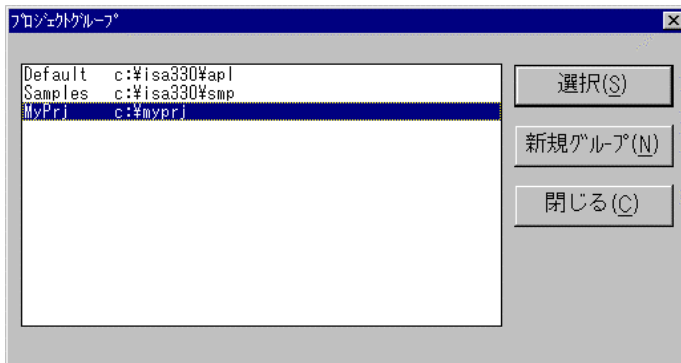 ﾌﾟﾛｼﾞｪｸﾄｸﾞﾙｰﾌﾟ
Default c:¥isa330¥apl
Samples c:¥isa330¥smp
MyPrj c:¥myprj
選択(S)
新規ｸﾞﾙｰﾌﾟ(N)
閉じる(C)